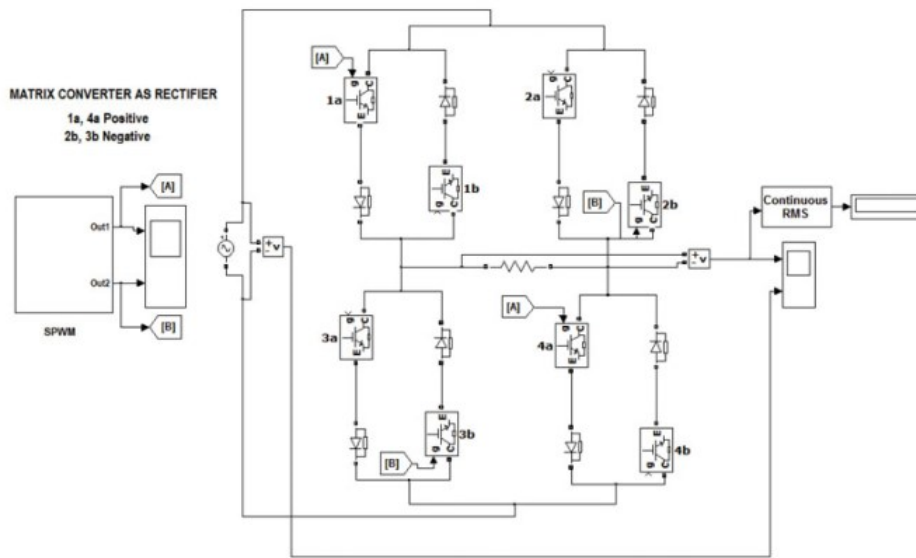 MATRIX CONVERTER AS RECTIFIER
1a, 4a Positive
2b, 3b Negative
[A]
Out1
Out2
[B]
SPWM
+
-
v
[A]
g
C
E
1a
E
g
C
1b
g
C
E
2a
[B]
E
g
C
2b
+
-
v
Continuous
RMS
g
C
E
3a
E
g
C
3b
[B]
[A]
g
C
E
4a
E
g
C
4b